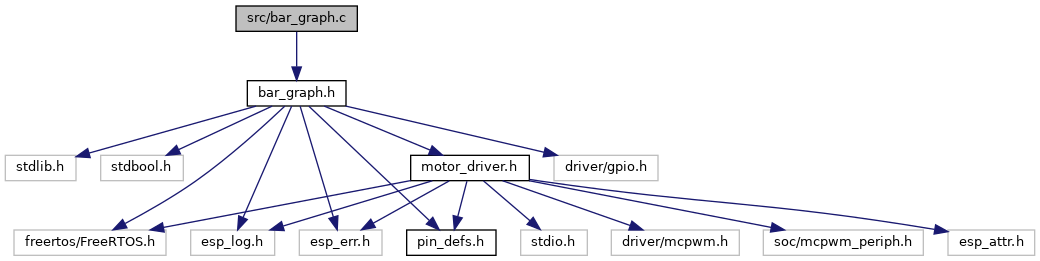 src/bar_graph.c
bar_graph.h
stdlib.h
stdbool.h
motor_driver.h
driver/gpio.h
freertos/FreeRTOS.h
esp_log.h
esp_err.h
pin_defs.h
stdio.h
driver/mcpwm.h
soc/mcpwm_periph.h
esp_attr.h